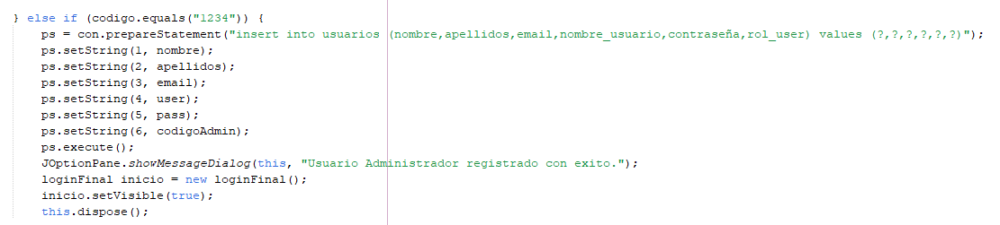 } else if (codigo.equals("1234")) {
ps = con.prepareStatement("insert into usuarios (nombre,apellidos,email,nombre_usuario,contraseña,rol_user) values (?,?,?,?,?,?)");
ps.setString(1, nombre);
ps.setString(2, apellidos);
ps.setString(3, email);
ps.setString(4, user);
ps.setString(5, pass);
ps.setString(6, codigoAdmin);
ps.execute();
JOptionPane.showMessageDialog(this, "Usuario Administrador registrado con exito.");
loginFinal inicio = new loginFinal();
inicio.setVisible(true);
this.dispose();